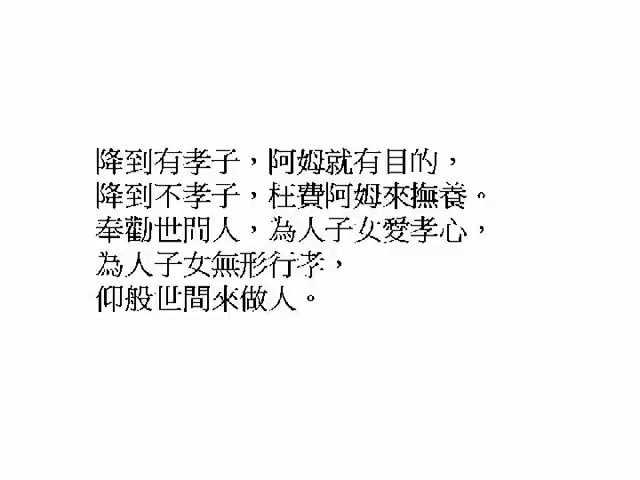 降到有孝子，阿姆就有目的，
降到不孝子，枉費阿姆來撫養。
奉勸世間人，為人子女愛孝心，
為人子女無形行孝，
仰般世間來做人。